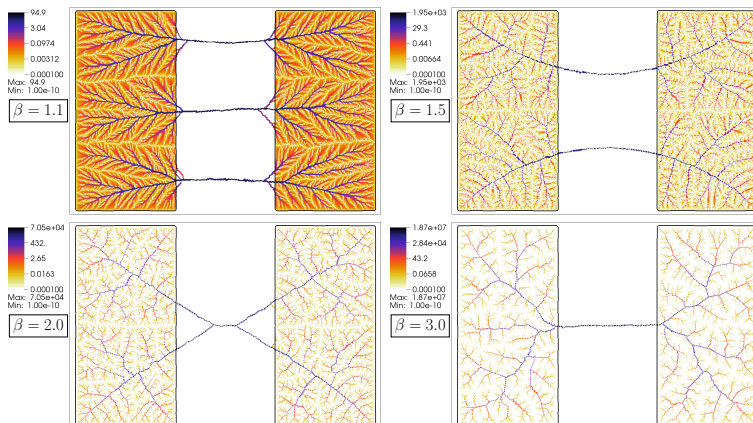 94.9
3.04
0.0974
0.00312
0.000100
Max: 94.9
Min: 1.00e-10
β = 1.1
1.95e+03
29.3
0.441
0.00664
0.000100
Max: 1.95e+03
Min: 1.00e-10
β = 1.5
7.05e+04
432.
2.65
0.0163
0.000100
Max: 7.05e+04
Min: 1.00e-10
β = 2.0
1.87e+07
2.84e+04
43.2
0.0658
0.000100
Max: 1.87e+07
Min: 1.00e-10
β = 3.0